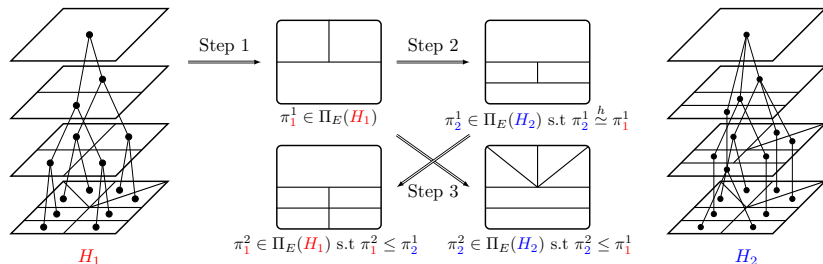 Step 1
Step 2
π₁¹ ∈ Π_E(H₁)
π₂¹ ∈ Π_E(H₂) s.t π₂¹ ≃ʰ π₁¹
Step 3
π₁² ∈ Π_E(H₁) s.t π₁² ≤ π₂¹
π₂² ∈ Π_E(H₂) s.t π₂² ≤ π₁¹
H₁
H₂